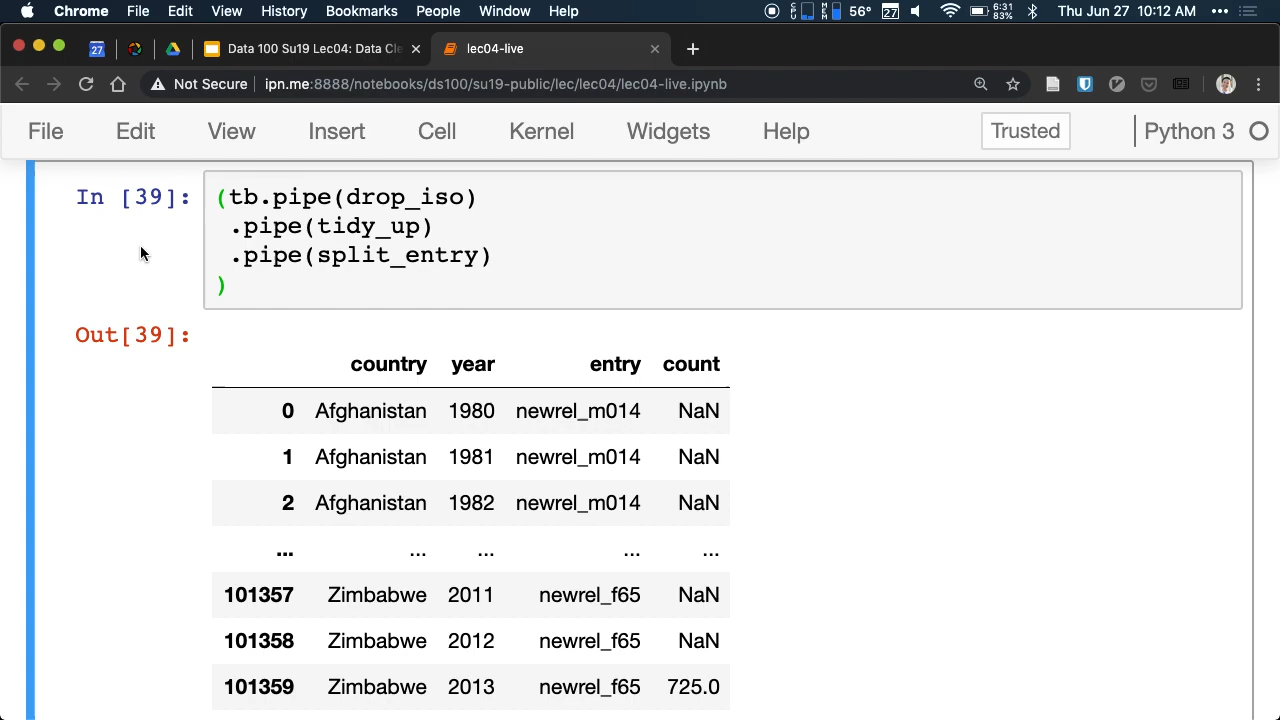 Chrome File Edit View History Bookmarks People Window Help 56° 27 6:31 83% Thu Jun 27 10:12 AM
27 Data 100 Su19 Lec04: Data Cle lec04-live
Not Secure ipn.me:8888/notebooks/ds100/su19-public/lec/lec04/lec04-live.ipynb
File Edit View Insert Cell Kernel Widgets Help Trusted Python 3
In [39]: (tb.pipe(drop_iso)
.pipe(tidy_up)
.pipe(split_entry)
)
Out[39]:
country year entry count
0 Afghanistan 1980 newrel_m014 NaN
1 Afghanistan 1981 newrel_m014 NaN
2 Afghanistan 1982 newrel_m014 NaN
... ... ... ... ...
101357 Zimbabwe 2011 newrel_f65 NaN
101358 Zimbabwe 2012 newrel_f65 NaN
101359 Zimbabwe 2013 newrel_f65 725.0